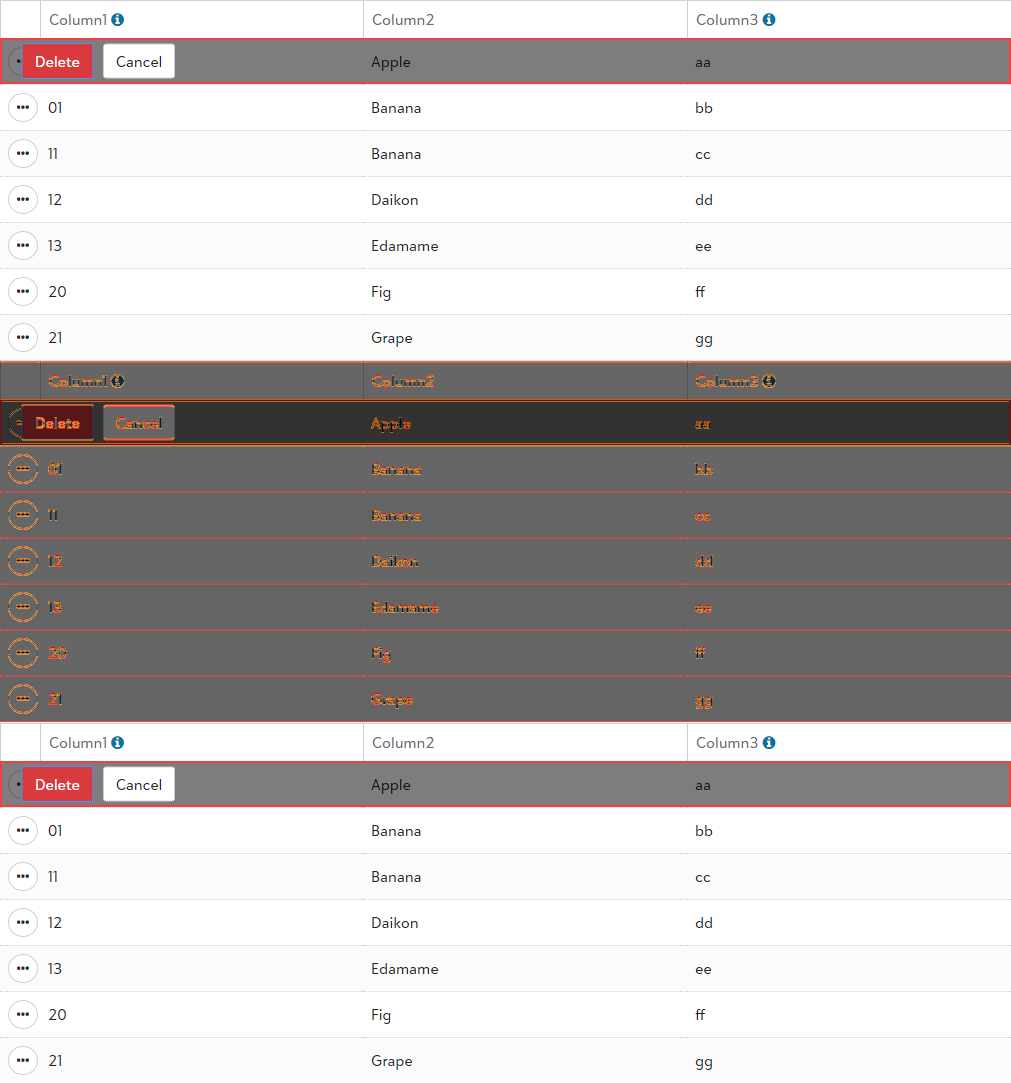 Column1 Column2 Column3
Delete Cancel Apple aa
01 Banana bb
11 Banana cc
12 Daikon dd
13 Edamame ee
20 Fig ff
21 Grape gg
Column1 Column2 Column3
Delete Cancel Apple aa
01 Banana bb
11 Banana cc
12 Daikon dd
13 Edamame ee
20 Fig ff
21 Grape gg
Column1 Column2 Column3
Delete Cancel Apple aa
01 Banana bb
11 Banana cc
12 Daikon dd
13 Edamame ee
20 Fig ff
21 Grape gg